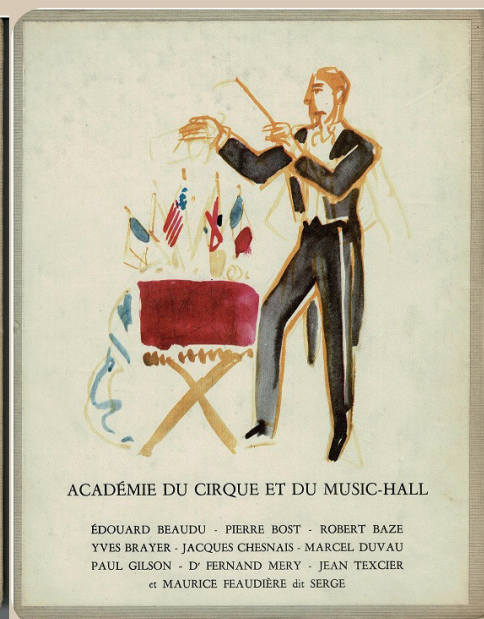 ACADÉMIE DU CIRQUE ET DU MUSIC-HALL
ÉDOUARD BEAUDU - PIERRE BOST - ROBERT BAZE
YVES BRAYER - JACQUES CHESNAIS - MARCEL DUVAU
PAUL GILSON - Dʳ FERNAND MERY - JEAN TEXCIER
et MAURICE FEAUDIÈRE dit SERGE